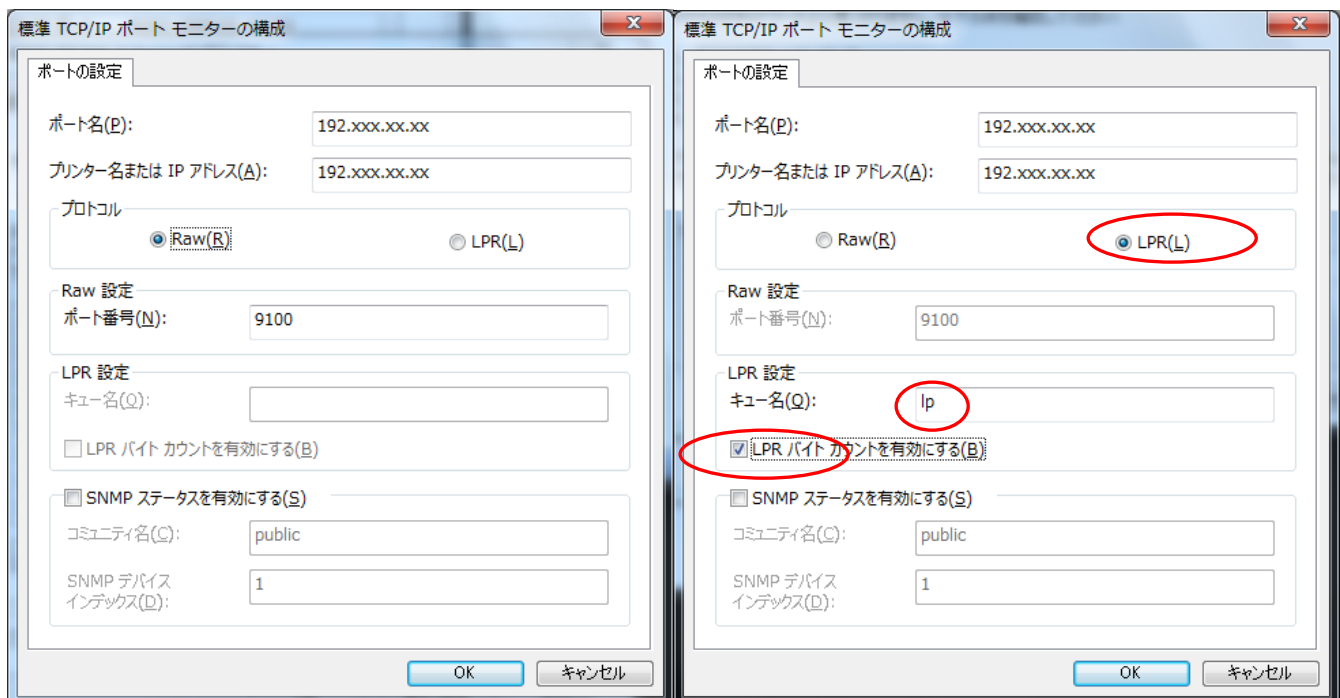 標準 TCP/IP ポート モニターの構成
ポートの設定
ポート名(P):
192.xxx.xx.xx
プリンター名または IP アドレス(A):
192.xxx.xx.xx
プロトコル
Raw(R)
LPR(L)
Raw 設定
ポート番号(N):
9100
LPR 設定
キュー名(Q):
LPR バイト カウントを有効にする(B)
SNMP ステータスを有効にする(S)
コミュニティ名(C):
public
SNMP デバイス
インデックス(D):
1
OK
キャンセル
標準 TCP/IP ポート モニターの構成
ポートの設定
ポート名(P):
192.xxx.xx.xx
プリンター名または IP アドレス(A):
192.xxx.xx.xx
プロトコル
Raw(R)
LPR(L)
Raw 設定
ポート番号(N):
9100
LPR 設定
キュー名(Q):
lp
LPR バイト カウントを有効にする(B)
SNMP ステータスを有効にする(S)
コミュニティ名(C):
public
SNMP デバイス
インデックス(D):
1
OK
キャンセル